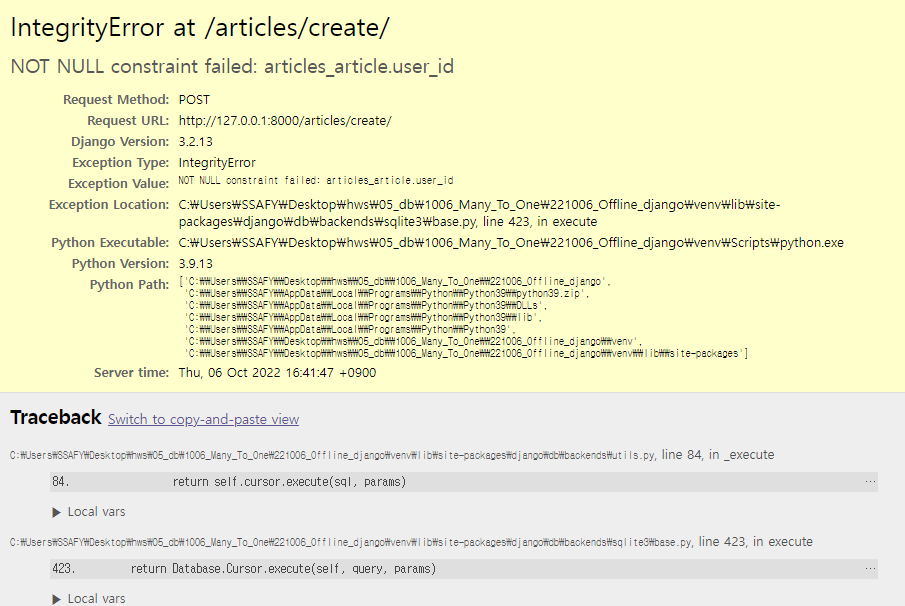 IntegrityError at /articles/create/
NOT NULL constraint failed: articles_article.user_id
Request Method: POST
Request URL: http://127.0.0.1:8000/articles/create/
Django Version: 3.2.13
Exception Type: IntegrityError
Exception Value: NOT NULL constraint failed: articles_article.user_id
Exception Location: C:₩Users₩SSAFY₩Desktop₩hws₩05_db₩1006_Many_To_One₩221006_Offline_django₩venv₩lib₩site-
packages₩django₩db₩backends₩sqlite3₩base.py, line 423, in execute
Python Executable: C:₩Users₩SSAFY₩Desktop₩hws₩05_db₩1006_Many_To_One₩221006_Offline_django₩venv₩Scripts₩python.exe
Python Version: 3.9.13
Python Path: ['C:₩₩Users₩₩SSAFY₩₩Desktop₩₩hws₩₩05_db₩₩1006_Many_To_One₩₩221006_Offline_django',
'C:₩₩Users₩₩SSAFY₩₩AppData₩₩Local₩₩Programs₩₩Python₩₩Python39₩₩python39.zip',
'C:₩₩Users₩₩SSAFY₩₩AppData₩₩Local₩₩Programs₩₩Python₩₩Python39₩₩DLLs',
'C:₩₩Users₩₩SSAFY₩₩AppData₩₩Local₩₩Programs₩₩Python₩₩Python39₩₩lib',
'C:₩₩Users₩₩SSAFY₩₩AppData₩₩Local₩₩Programs₩₩Python₩₩Python39',
'C:₩₩Users₩₩SSAFY₩₩Desktop₩₩hws₩₩05_db₩₩1006_Many_To_One₩₩221006_Offline_django₩₩venv',
'C:₩₩Users₩₩SSAFY₩₩Desktop₩₩hws₩₩05_db₩₩1006_Many_To_One₩₩221006_Offline_django₩₩venv₩₩lib₩₩site-packages']
Server time: Thu, 06 Oct 2022 16:41:47 +0900
Traceback Switch to copy-and-paste view
C:₩Users₩SSAFY₩Desktop₩hws₩05_db₩1006_Many_To_One₩221006_Offline_django₩venv₩lib₩site-packages₩django₩db₩backends₩utils.py, line 84, in _execute
84. return self.cursor.execute(sql, params) …
▶ Local vars
C:₩Users₩SSAFY₩Desktop₩hws₩05_db₩1006_Many_To_One₩221006_Offline_django₩venv₩lib₩site-packages₩django₩db₩backends₩sqlite3₩base.py, line 423, in execute
423. return Database.Cursor.execute(self, query, params) …
▶ Local vars